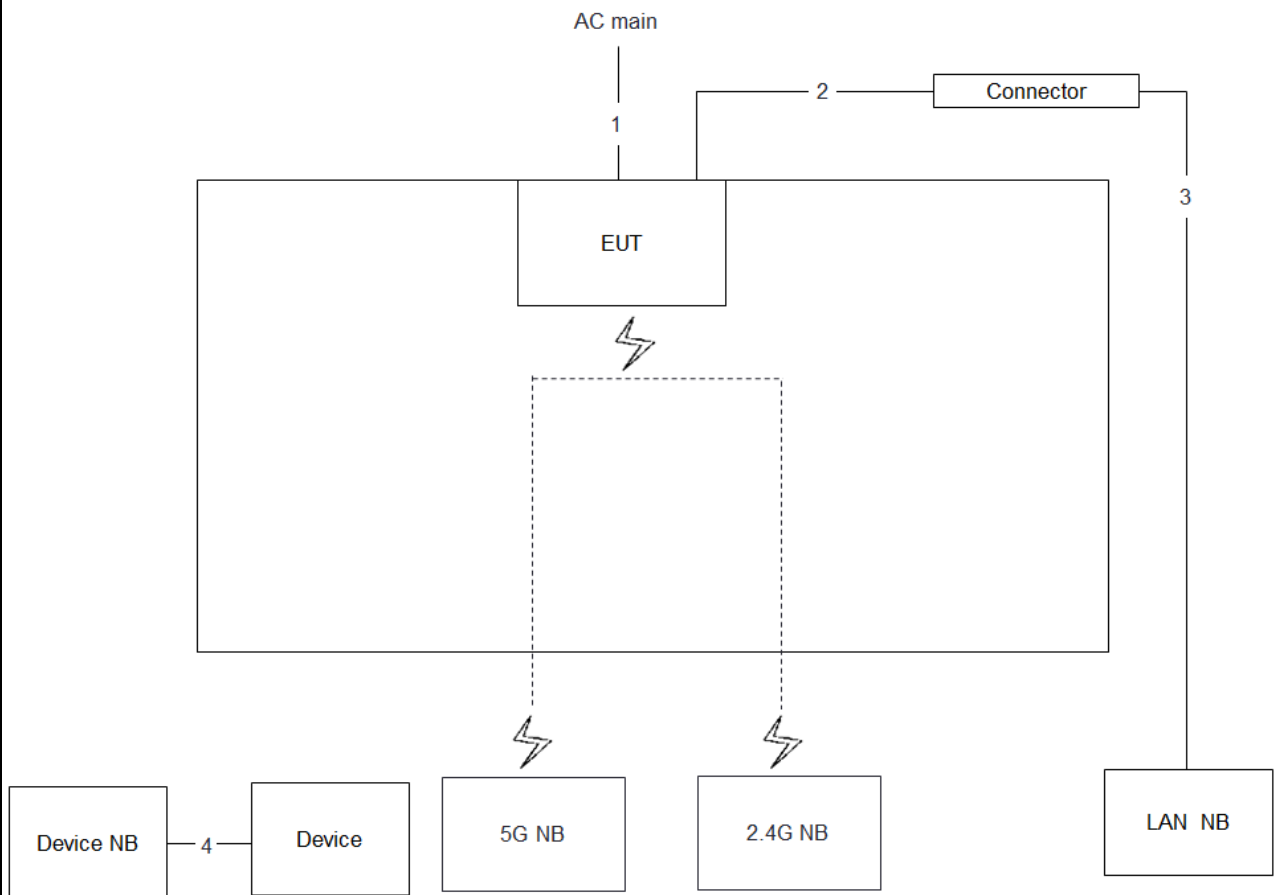 AC main
2
Connector
1
3
EUT
5G NB
2.4G NB
LAN  NB
Device NB
4
Device